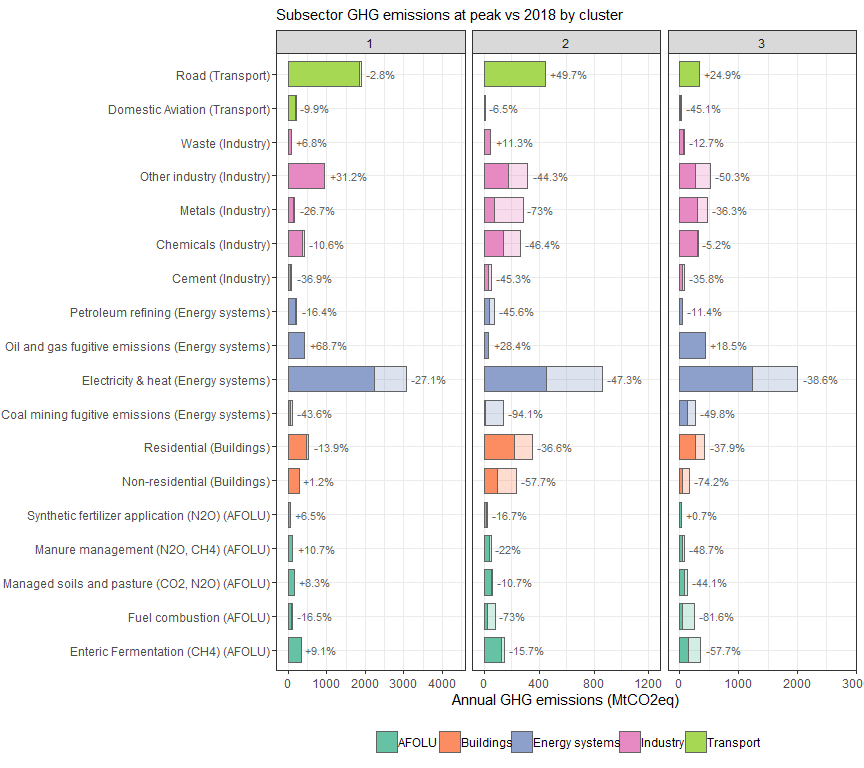 Subsector GHG emissions at peak vs 2018 by cluster
1 2 3
Road (Transport) -2.8% +49.7% +24.9%
Domestic Aviation (Transport) -9.9% -6.5% -45.1%
Waste (Industry) +6.8% +11.3% -12.7%
Other industry (Industry) +31.2% -44.3% -50.3%
Metals (Industry) -26.7% -73% -36.3%
Chemicals (Industry) -10.6% -46.4% -5.2%
Cement (Industry) -36.9% -45.3% -35.8%
Petroleum refining (Energy systems) -16.4% -45.6% -11.4%
Oil and gas fugitive emissions (Energy systems) +68.7% +28.4% +18.5%
Electricity & heat (Energy systems) -27.1% -47.3% -38.6%
Coal mining fugitive emissions (Energy systems) -43.6% -94.1% -49.8%
Residential (Buildings) -13.9% -36.6% -37.9%
Non-residential (Buildings) +1.2% -57.7% -74.2%
Synthetic fertilizer application (N2O) (AFOLU) +6.5% -16.7% +0.7%
Manure management (N2O, CH4) (AFOLU) +10.7% -22% -48.7%
Managed soils and pasture (CO2, N2O) (AFOLU) +8.3% -10.7% -44.1%
Fuel combustion (AFOLU) -16.5% -73% -81.6%
Enteric Fermentation (CH4) (AFOLU) +9.1% -15.7% -57.7%
0 1000 2000 3000 4000 0 400 800 1200 0 1000 2000 300
Annual GHG emissions (MtCO2eq)
AFOLU Buildings Energy systems Industry Transport